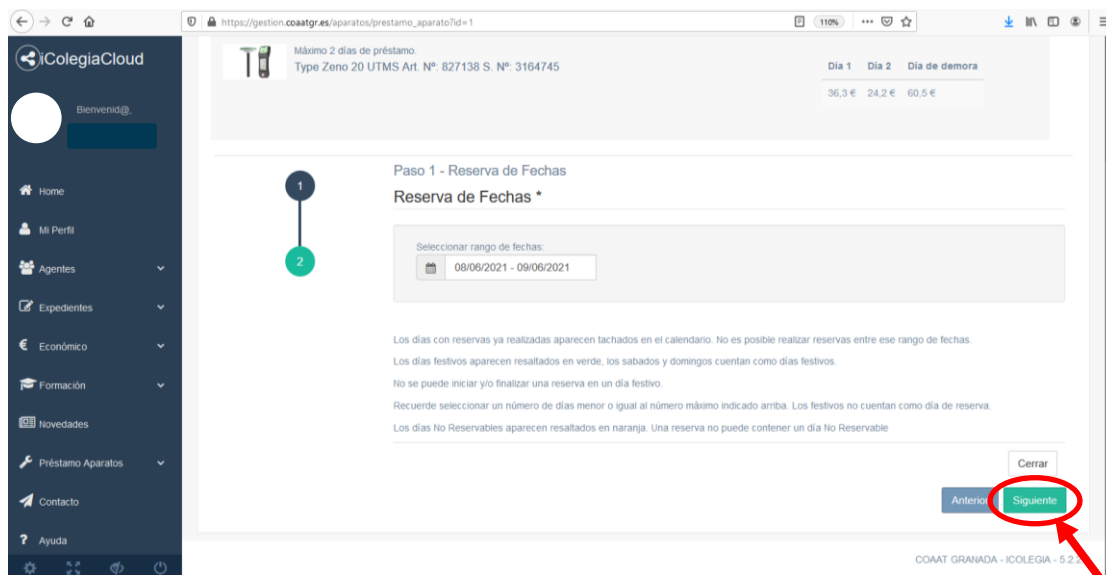 https://gestion.coaatgr.es/aparatos/prestamo_aparato?id=1
110%
iColegiaCloud
Bienvenid@,
Home
Mi Perfil
Agentes
Expedientes
€ Económico
Formación
Novedades
Préstamo Aparatos
Contacto
? Ayuda
Máximo 2 días de préstamo.
Type Zeno 20 UTMS Art. Nº: 827138 S. Nº: 3164745
Día 1 Día 2 Día de demora
36,3 € 24,2 € 60,5 €
1
2
Paso 1 - Reserva de Fechas
Reserva de Fechas *
Seleccionar rango de fechas:
08/06/2021 - 09/06/2021
Los días con reservas ya realizadas aparecen tachados en el calendario. No es posible realizar reservas entre ese rango de fechas.
Los días festivos aparecen resaltados en verde, los sabados y domingos cuentan como días festivos.
No se puede iniciar y/o finalizar una reserva en un día festivo.
Recuerde seleccionar un número de días menor o igual al número máximo indicado arriba. Los festivos no cuentan como día de reserva.
Los días No Reservables aparecen resaltados en naranja. Una reserva no puede contener un día No Reservable
Cerrar
Anterior
Siguiente
COAAT GRANADA - ICOLEGIA - 5.2.2